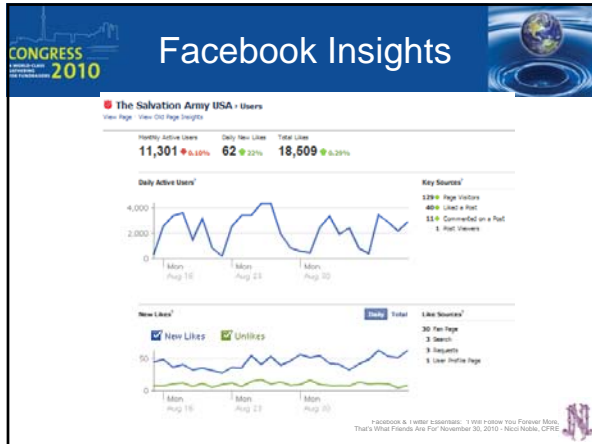 CONGRESS
A WORLD-CLASS
GATHERING
FOR FUNDRAISERS
2010
Facebook Insights
The Salvation Army USA › Users
View Page View Old Page Insights
Monthly Active Users Daily New Likes Total Likes
11,301 0.10% 62 22% 18,509 0.29%
Daily Active Users?
Key Sources?
129 Page Visitors
40 Liked a Post
11 Commented on a Post
1 Post Viewers
4,000
2,000
0
Mon Mon Mon
Aug 16 Aug 23 Aug 30
New Likes?
Daily Total
Like Sources?
New Likes Unlikes
30 Fan Page
3 Search
3 Requests
1 User Profile Page
50
0
Mon Mon Mon
Aug 16 Aug 23 Aug 30
Facebook & Twitter Essentials: "I Will Follow You Forever More,
That's What Friends Are For' November 30, 2010 - Nicci Noble, CFRE
N